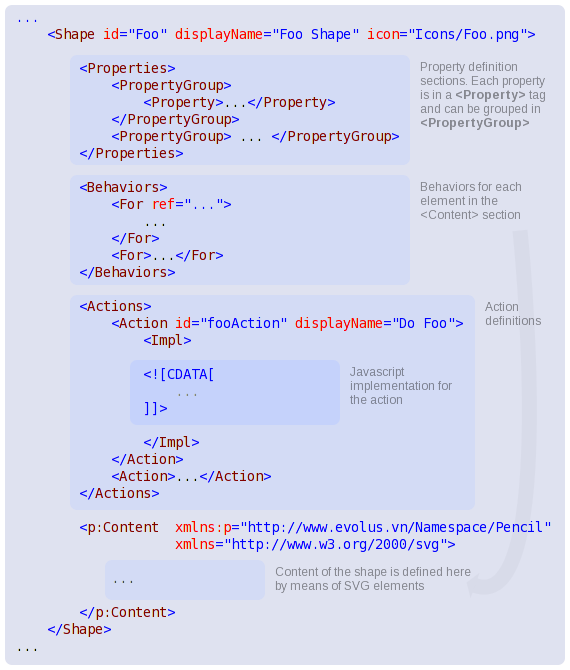 ...
<Shape id="Foo" displayName="Foo Shape" icon="Icons/Foo.png">
<Properties>
<PropertyGroup>
<Property>...</Property>
</PropertyGroup>
<PropertyGroup> ... </PropertyGroup>
</Properties>
Property definition
sections. Each property
is in a <Property> tag
and can be grouped in
<PropertyGroup>
<Behaviors>
<For ref="...">
...
</For>
<For>...</For>
</Behaviors>
Behaviors for each
element in the
<Content> section
<Actions>
<Action id="fooAction" displayName="Do Foo">
<Impl>
<![CDATA[
...
]]>
</Impl>
</Action>
<Action>...</Action>
</Actions>
Action
definitions
Javascript
implementation for
the action
<p:Content xmlns:p="http://www.evolus.vn/Namespace/Pencil"
xmlns="http://www.w3.org/2000/svg">
...
Content of the shape is defined here
by means of SVG elements
</p:Content>
</Shape>
...